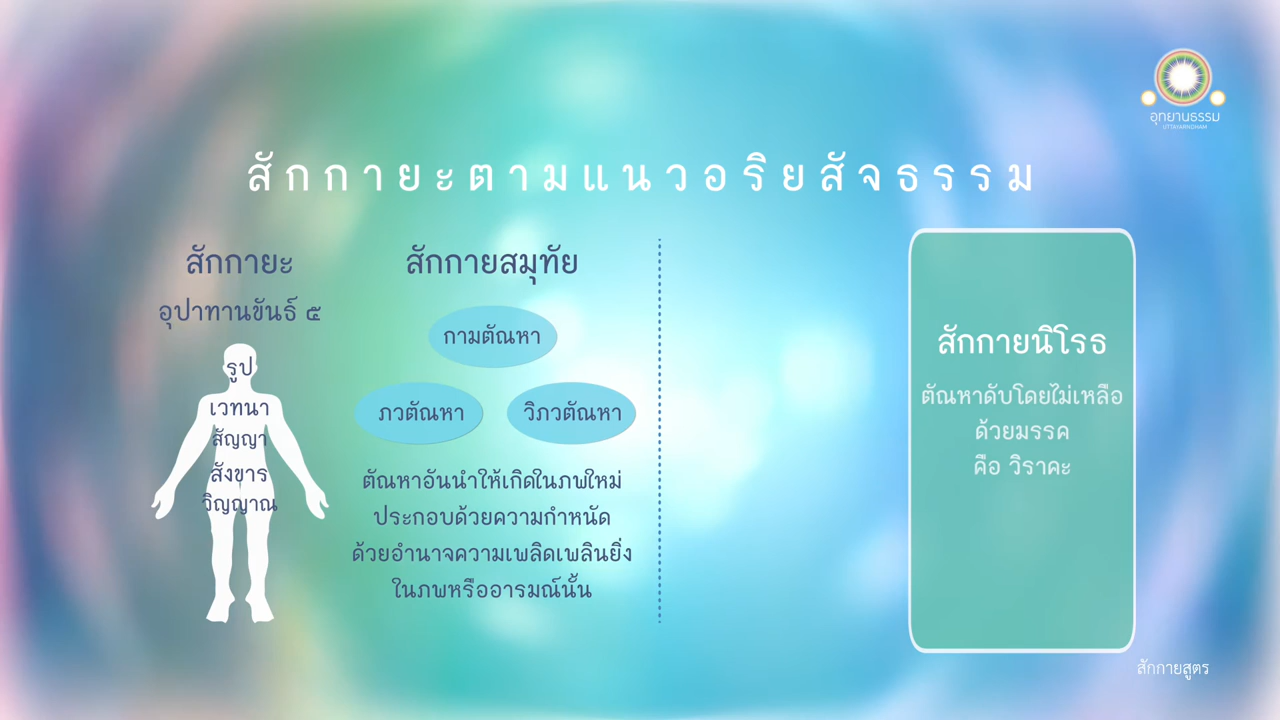 อุทยานธรรม
UTTAYARNDHAM
สักกายะตามแนวอริยสัจธรรม
สักกายะ
อุปาทานขันธ์ ๕
รูป
เวทนา
สัญญา
สังขาร
วิญญาณ
สักกายสมุทัย
กามตัณหา
ภวตัณหา
วิภวตัณหา
ตัณหาอันนำให้เกิดในภพใหม่
ประกอบด้วยความกำหนัด
ด้วยอำนาจความเพลิดเพลินยิ่ง
ในภพหรืออารมณ์นั้น
สักกายนิโรธ
ตัณหาดับโดยไม่เหลือ
ด้วยมรรค
คือ วิราคะ
สักกายสูตร